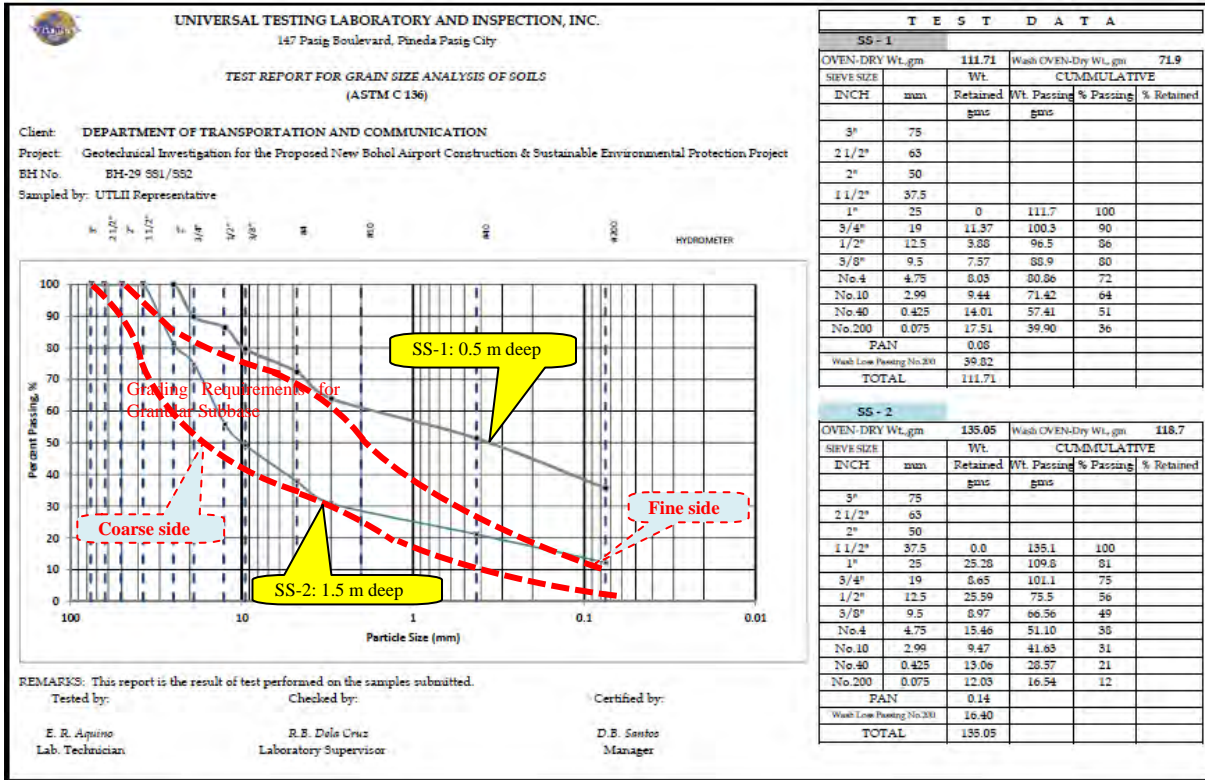 UNIVERSAL TESTING LABORATORY AND INSPECTION, INC.
147 Pasig Boulevard, Pineda Pasig City
TEST REPORT FOR GRAIN SIZE ANALYSIS OF SOILS
(ASTM C 136)
Client: DEPARTMENT OF TRANSPORTATION AND COMMUNICATION
Project: Geotechnical Investigation for the Proposed New Bohol Airport Construction & Sustainable Environmental Protection Project
BH No. BH-29 SS1/SS2
Sampled by: UTLII Representative
3" 2 1/2" 2" 1 1/2" 1" 3/4" 1/2" 3/8" #4 #10 #40 #200 HYDROMETER
Percent Passing, %
100
90
80
70
60
50
40
30
20
10
0
SS-1: 0.5 m deep
Grading Requirements for
Granular Subbase
Coarse side
Fine side
SS-2: 1.5 m deep
100 10 1 0.1 0.01
Particle Size (mm)
REMARKS: This report is the result of test performed on the samples submitted.
Tested by: Checked by: Certified by:
E. R. Aquino R.B. Dela Cruz D.B. Santos
Lab. Technician Laboratory Supervisor Manager
TEST DATA
SS - 1
OVEN-DRY Wt.,gm 111.71 Wash OVEN-Dry Wt., gm 71.9
SIEVE SIZE Wt. CUMMULATIVE
INCH mm Retained Wt. Passing % Passing % Retained
gms gms
3" 75
2 1/2" 63
2" 50
1 1/2" 37.5
1" 25 0 111.7 100
3/4" 19 11.37 100.3 90
1/2" 12.5 3.88 96.5 86
3/8" 9.5 7.57 88.9 80
No.4 4.75 8.03 80.86 72
No.10 2.99 9.44 71.42 64
No.40 0.425 14.01 57.41 51
No.200 0.075 17.51 39.90 36
PAN 0.08
Wash Loss Passing No.200 39.82
TOTAL 111.71
SS - 2
OVEN-DRY Wt.,gm 135.05 Wash OVEN-Dry Wt., gm 118.7
SIEVE SIZE Wt. CUMMULATIVE
INCH mm Retained Wt. Passing % Passing % Retained
gms gms
3" 75
2 1/2" 63
2" 50
1 1/2" 37.5 0.0 135.1 100
1" 25 25.28 109.8 81
3/4" 19 8.65 101.1 75
1/2" 12.5 25.59 75.5 56
3/8" 9.5 8.97 66.56 49
No.4 4.75 15.46 51.10 38
No.10 2.99 9.47 41.63 31
No.40 0.425 13.06 28.57 21
No.200 0.075 12.03 16.54 12
PAN 0.14
Wash Loss Passing No.200 16.40
TOTAL 135.05